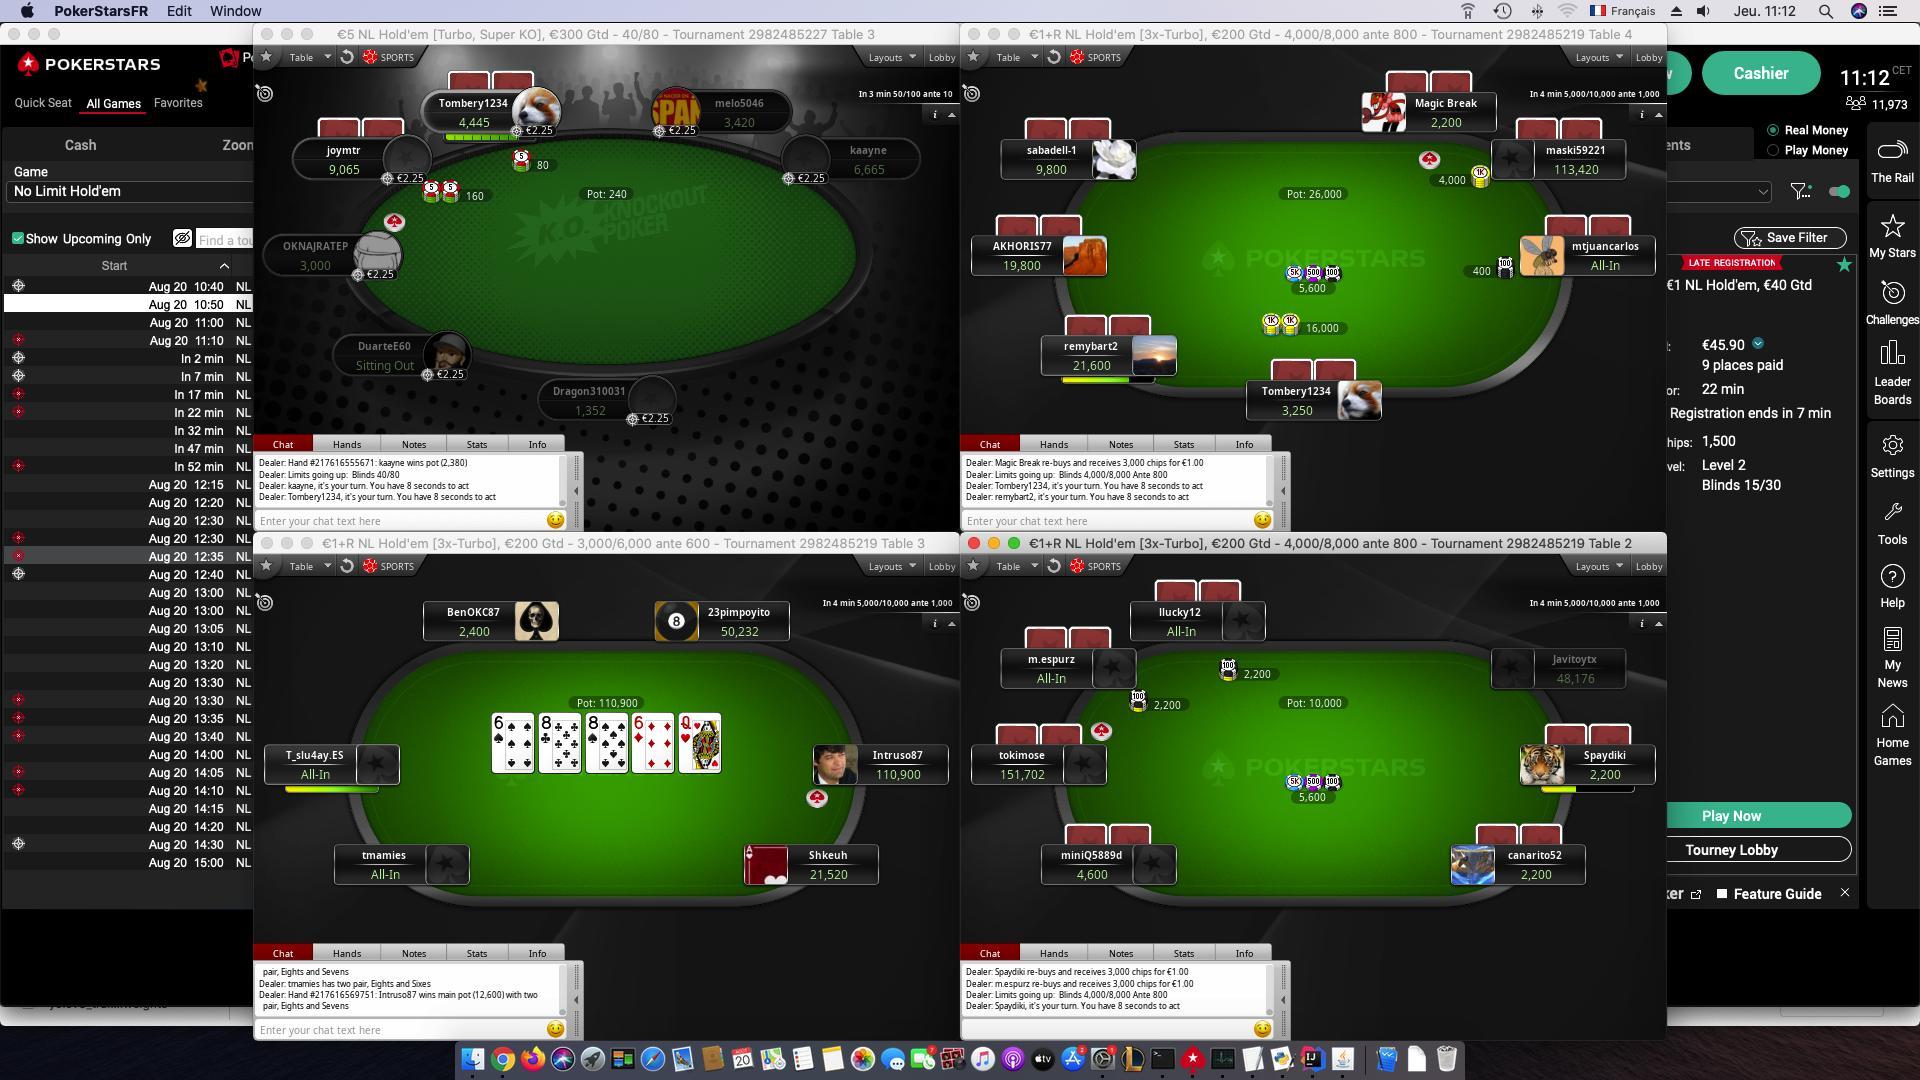 PokerStarsFR Edit Window
Français Jeu. 11:12
POKERSTARS
Quick Seat All Games Favorites
Cash
Game
No Limit Hold'em
Show Upcoming Only
Start
Aug 20 10:40 NL
Aug 20 10:50 NL
Aug 20 11:00 NL
Aug 20 11:10 NL
In 2 min NL
In 7 min NL
In 17 min NL
In 22 min NL
In 32 min NL
In 47 min NL
In 52 min NL
Aug 20 12:15 NL
Aug 20 12:20 NL
Aug 20 12:30 NL
Aug 20 12:30 NL
Aug 20 12:35 NL
Aug 20 12:40 NL
Aug 20 13:00 NL
Aug 20 13:00 NL
Aug 20 13:05 NL
Aug 20 13:10 NL
Aug 20 13:20 NL
Aug 20 13:30 NL
Aug 20 13:30 NL
Aug 20 13:35 NL
Aug 20 13:40 NL
Aug 20 14:00 NL
Aug 20 14:05 NL
Aug 20 14:10 NL
Aug 20 14:15 NL
Aug 20 14:20 NL
Aug 20 14:30 NL
Aug 20 15:00 NL
€5 NL Hold'em [Turbo, Super KO], €300 Gtd - 40/80 - Tournament 2982485227 Table 3
Table SPORTS Layouts Lobby
In 3 min 50/100 ante 10
Tombery1234
4,445
€2.25
melo5046
3,420
€2.25
joymtr
9,065
€2.25
kaayne
6,665
€2.25
80
160
Pot: 240
K.O. KNOCKOUT POKER
OKNAJRATEP
3,000
€2.25
DuarteE60
Sitting Out
€2.25
Dragon310031
1,352
€2.25
Chat Hands Notes Stats Info
Dealer: Hand #217616555671: kaayne wins pot (2,380)
Dealer: Limits going up: Blinds 40/80
Dealer: kaayne, it's your turn. You have 8 seconds to act
Dealer: Tombery1234, it's your turn. You have 8 seconds to act
Enter your chat text here
€1+R NL Hold'em [3x-Turbo], €200 Gtd - 4,000/8,000 ante 800 - Tournament 2982485219 Table 4
Table SPORTS Layouts Lobby
In 4 min 5,000/10,000 ante 1,000
Magic Break
2,200
sabadell-1
9,800
maski59221
113,420
4,000
Pot: 26,000
AKHORIS77
19,800
mtjuancarlos
All-In
400
POKERSTARS
5,600
16,000
remybart2
21,600
Tombery1234
3,250
Chat Hands Notes Stats Info
Dealer: Magic Break re-buys and receives 3,000 chips for €1.00
Dealer: Limits going up: Blinds 4,000/8,000 Ante 800
Dealer: Tombery1234, it's your turn. You have 8 seconds to act
Dealer: remybart2, it's your turn. You have 8 seconds to act
Enter your chat text here
€1+R NL Hold'em [3x-Turbo], €200 Gtd - 3,000/6,000 ante 600 - Tournament 2982485219 Table 3
Table SPORTS Layouts Lobby
In 4 min 5,000/10,000 ante 1,000
BenOKC87
2,400
23pimpoyito
50,232
Pot: 110,900
6 8 8 6 Q
T_slu4ay.ES
All-In
Intruso87
110,900
tmamies
All-In
Shkeuh
21,520
Chat Hands Notes Stats Info
pair, Eights and Sevens
Dealer: tmamies has two pair, Eights and Sixes
Dealer: Hand #217616569751: Intruso87 wins main pot (12,600) with two
pair, Eights and Sevens
Enter your chat text here
€1+R NL Hold'em [3x-Turbo], €200 Gtd - 4,000/8,000 ante 800 - Tournament 2982485219 Table 2
Table SPORTS Layouts Lobby
In 4 min 5,000/10,000 ante 1,000
llucky12
All-In
m.espurz
All-In
Javitoytx
48,176
2,200
2,200
Pot: 10,000
tokimose
151,702
Spaydiki
2,200
POKERSTARS
5,600
miniQ5889d
4,600
canarito52
2,200
Chat Hands Notes Stats Info
Dealer: Spaydiki re-buys and receives 3,000 chips for €1.00
Dealer: m.espurz re-buys and receives 3,000 chips for €1.00
Dealer: Limits going up: Blinds 4,000/8,000 Ante 800
Dealer: Spaydiki, it's your turn. You have 8 seconds to act
Cashier
11:12 CET
11,973
Real Money
Play Money
The Rail
Save Filter
My Stars
LATE REGISTRATION
€1 NL Hold'em, €40 Gtd
Challenges
€45.90
9 places paid
22 min
Registration ends in 7 min
1,500
Level 2
Blinds 15/30
Leader Boards
Settings
Tools
Help
My News
Home Games
Play Now
Tourney Lobby
Feature Guide